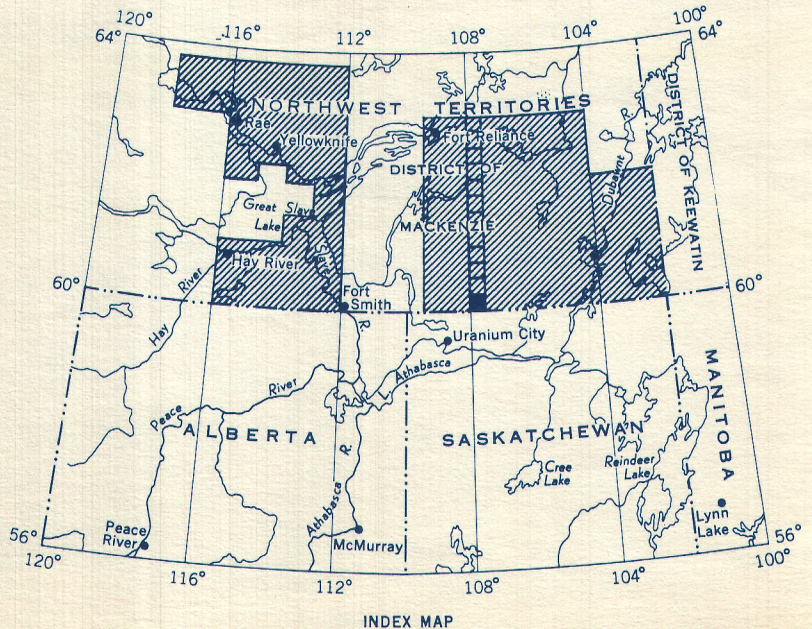 120°
116°
112°
108°
104°
100°
64°
64°
NORTHWEST TERRITORIES
Rae
Yellowknife
Fort Reliance
DISTRICT OF
MACKENZIE
DISTRICT OF KEEWATIN
Dubawnt R.
Great Slave
Lake
Slave
R.
Hay River
Hay River
Fort
Smith
60°
60°
Uranium City
Athabasca
Peace River
ALBERTA
SASKATCHEWAN
MANITOBA
Cree
Lake
Reindeer
Lake
Athabasca R.
Lynn
Lake
Peace
River
McMurray
56°
56°
120°
116°
112°
108°
104°
100°
INDEX MAP